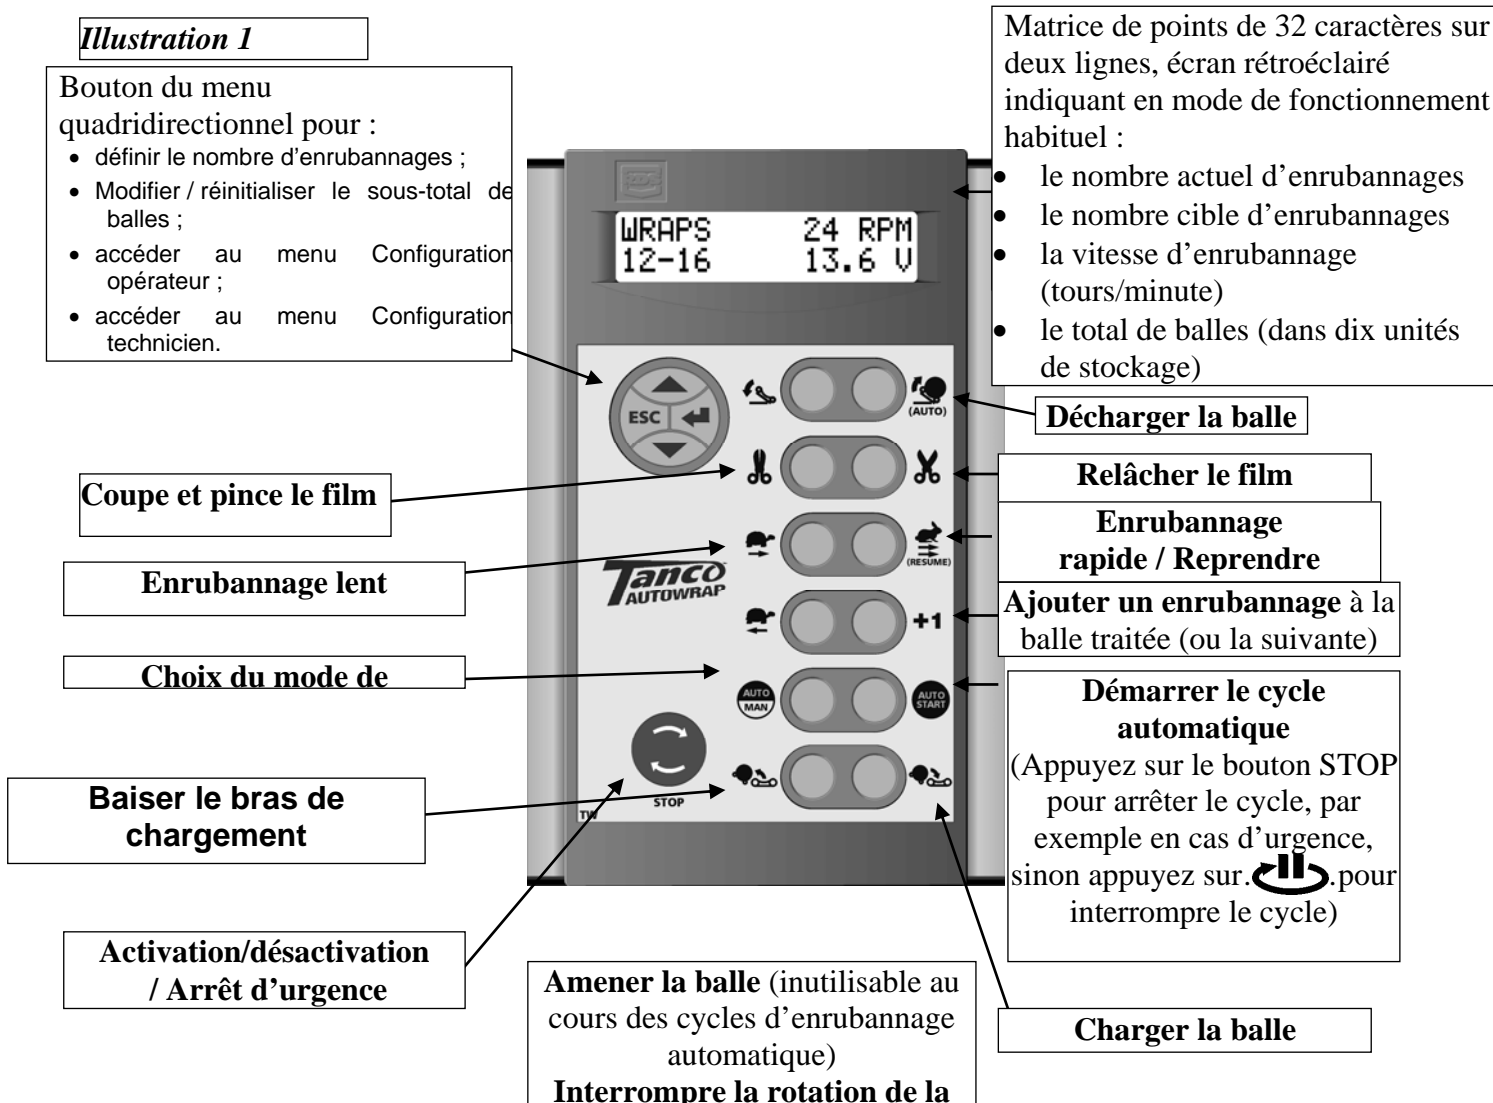 Illustration 1
Bouton du menu
quadridirectionnel pour :
• définir le nombre d’enrubannages ;
• Modifier / réinitialiser le sous-total de
balles ;
• accéder au menu Configuration
opérateur ;
• accéder au menu Configuration
technicien.
Matrice de points de 32 caractères sur
deux lignes, écran rétroéclairé
indiquant en mode de fonctionnement
habituel :
• le nombre actuel d’enrubannages
• le nombre cible d’enrubannages
• la vitesse d’enrubannage
(tours/minute)
• le total de balles (dans dix unités
de stockage)
RDS
WRAPS 24 RPM
12-16 13.6 V
ESC
(AUTO)
(RESUME)
Tanco
AUTOWRAP
+1
AUTO
MAN
AUTO
START
STOP
TW
Décharger la balle
Coupe et pince le film
Relâcher le film
Enrubannage
rapide / Reprendre
Enrubannage lent
Ajouter un enrubannage à la
balle traitée (ou la suivante)
Choix du mode de
Démarrer le cycle
automatique
(Appuyez sur le bouton STOP
pour arrêter le cycle, par
exemple en cas d’urgence,
sinon appuyez sur. .pour
interrompre le cycle)
Baiser le bras de
chargement
Activation/désactivation
/ Arrêt d’urgence
Amener la balle (inutilisable au
cours des cycles d’enrubannage
automatique)
Interrompre la rotation de la
Charger la balle